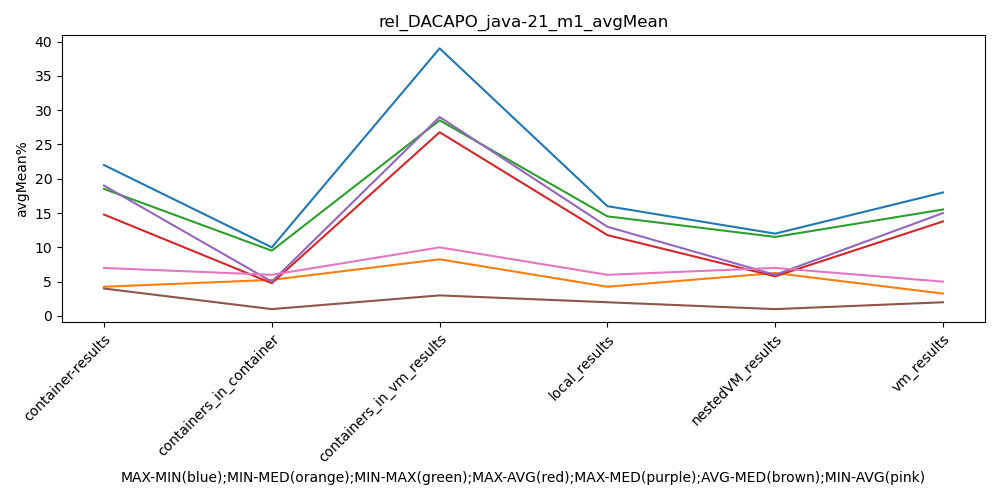 rel_DACAPO_java-21_m1_avgMean
avgMean%
40
35
30
25
20
15
10
5
0
container-results
containers_in_container
containers_in_vm_results
local_results
nestedVM_results
vm_results
MAX-MIN(blue);MIN-MED(orange);MIN-MAX(green);MAX-AVG(red);MAX-MED(purple);AVG-MED(brown);MIN-AVG(pink)